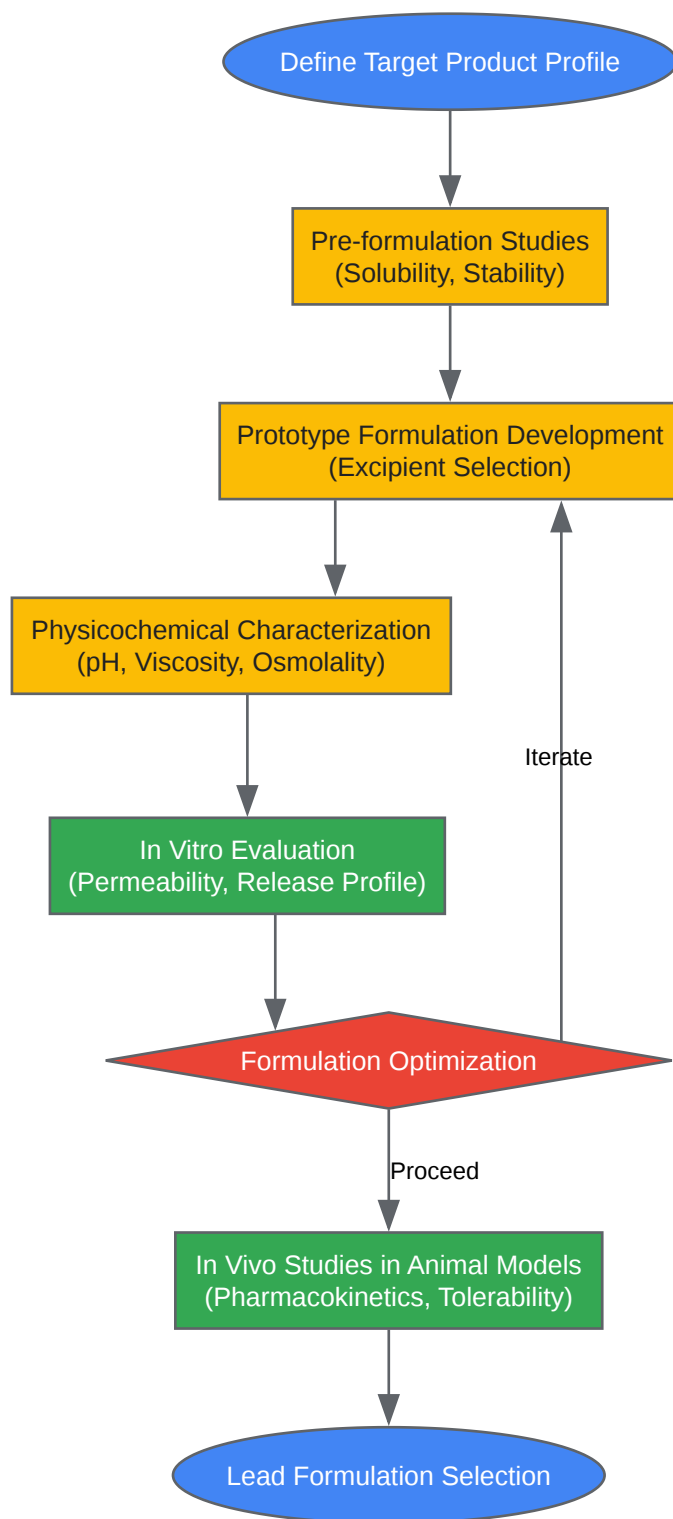 Define Target Product Profile
Pre-formulation Studies
(Solubility, Stability)
Prototype Formulation Development
(Excipient Selection)
Physicochemical Characterization
(pH, Viscosity, Osmolality)
Iterate
In Vitro Evaluation
(Permeability, Release Profile)
Formulation Optimization
Proceed
In Vivo Studies in Animal Models
(Pharmacokinetics, Tolerability)
Lead Formulation Selection